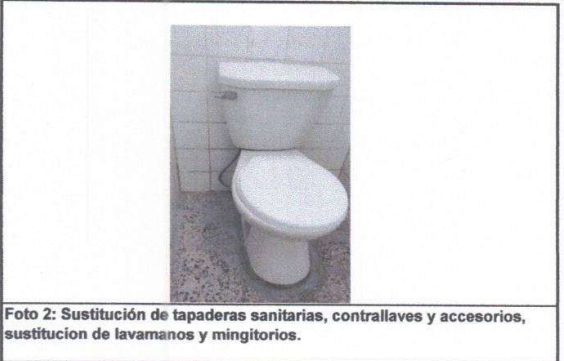 Foto 2: Sustitución de tapaderas sanitarias, contrallaves y accesorios,
sustitucion de lavamanos y mingitorios.